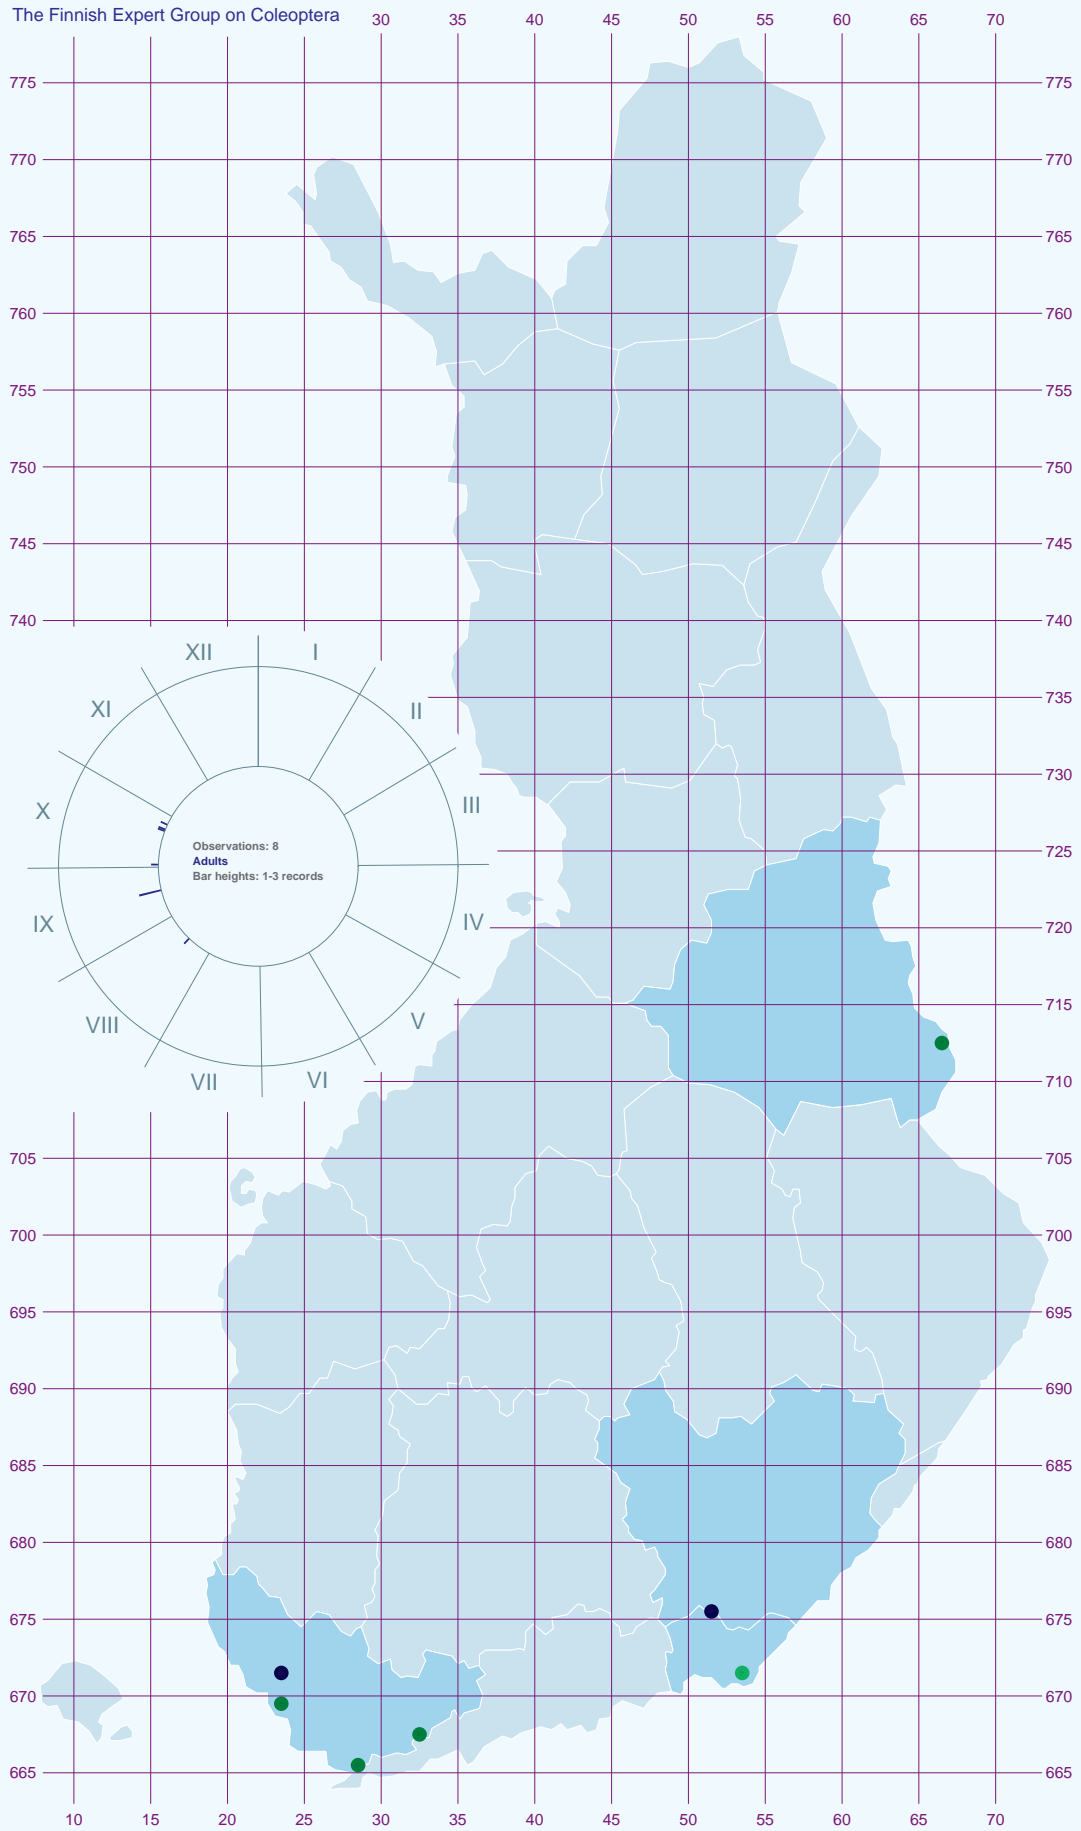 The Finnish Expert Group on Coleoptera
30 35 40 45 50 55 60 65 70
775 775
770 770
765 765
760 760
755 755
750 750
745 745
740 740
735
730
725
720
715
710
705 705
700 700
695 695
690 690
685 685
680 680
675 675
670 670
665 665
XII I
XI II
X III
IX IV
VIII V
VII VI
Observations: 8
Adults
Bar heights: 1-3 records
10 15 20 25 30 35 40 45 50 55 60 65 70